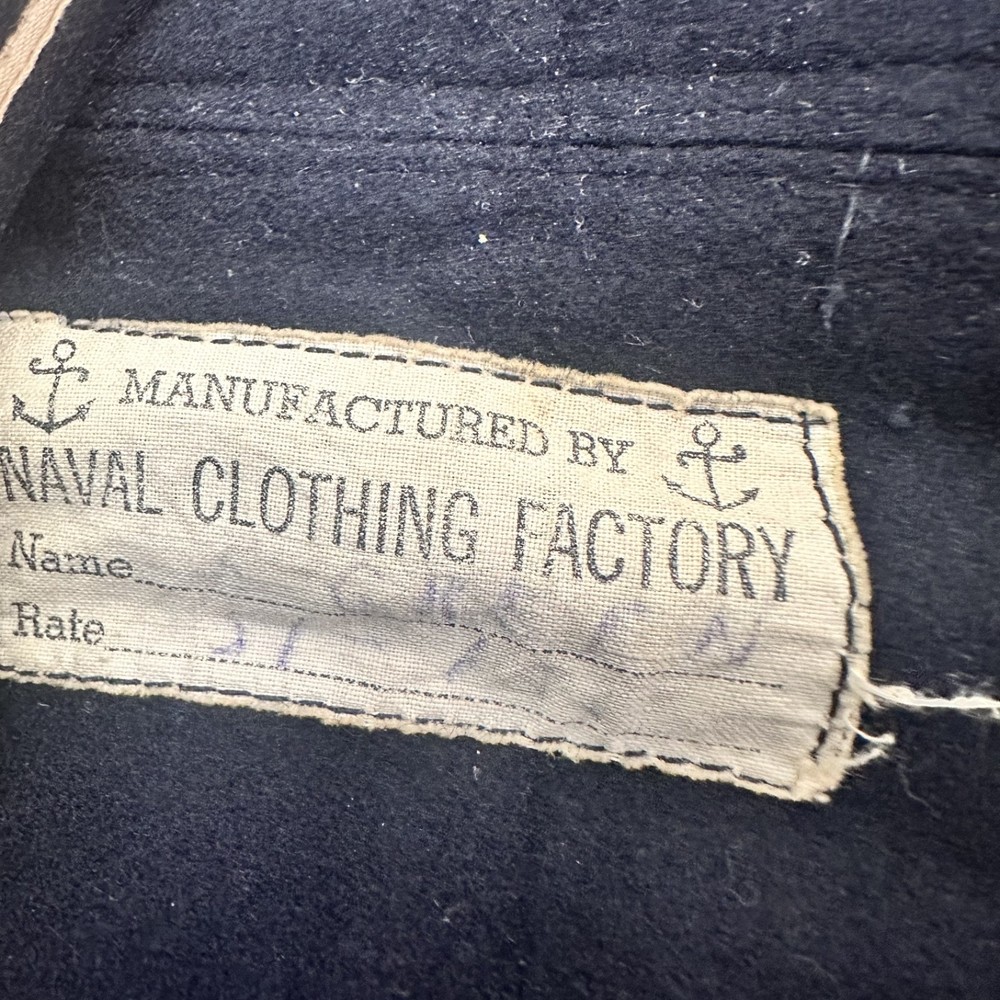 MANUFACTURED BY
NAVAL CLOTHING FACTORY
Name
Rate